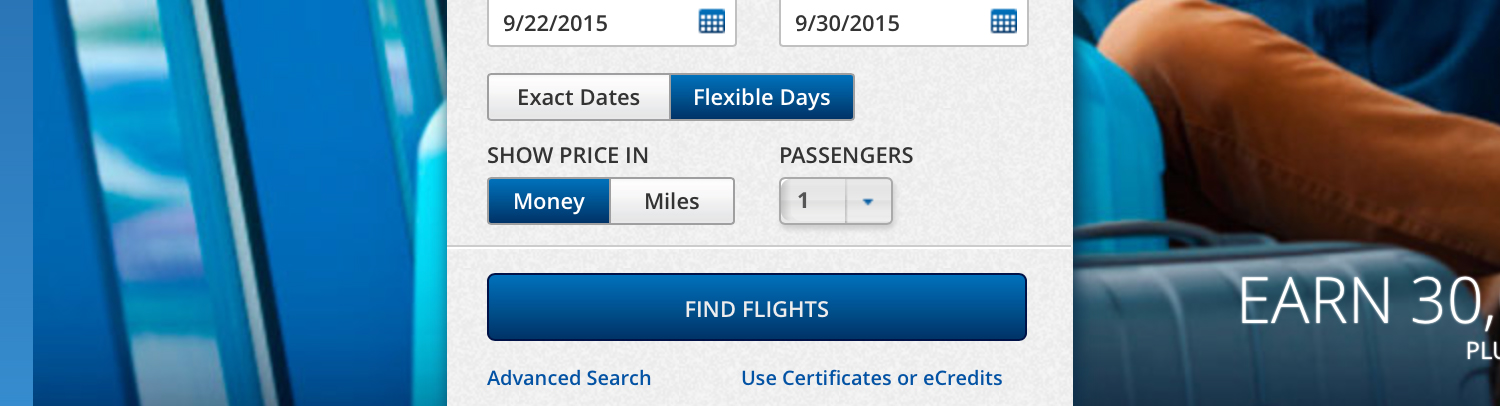 9/22/2015 9/30/2015
Exact Dates Flexible Days
SHOW PRICE IN PASSENGERS
Money Miles 1
FIND FLIGHTS
EARN 30,
PLU
Advanced Search Use Certificates or eCredits